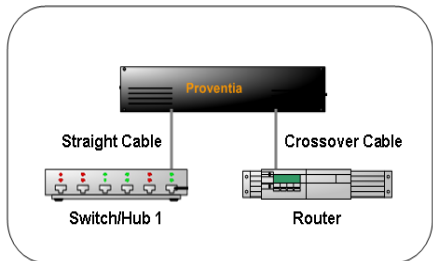 Proventia
Straight Cable
Crossover Cable
Switch/Hub 1
Router